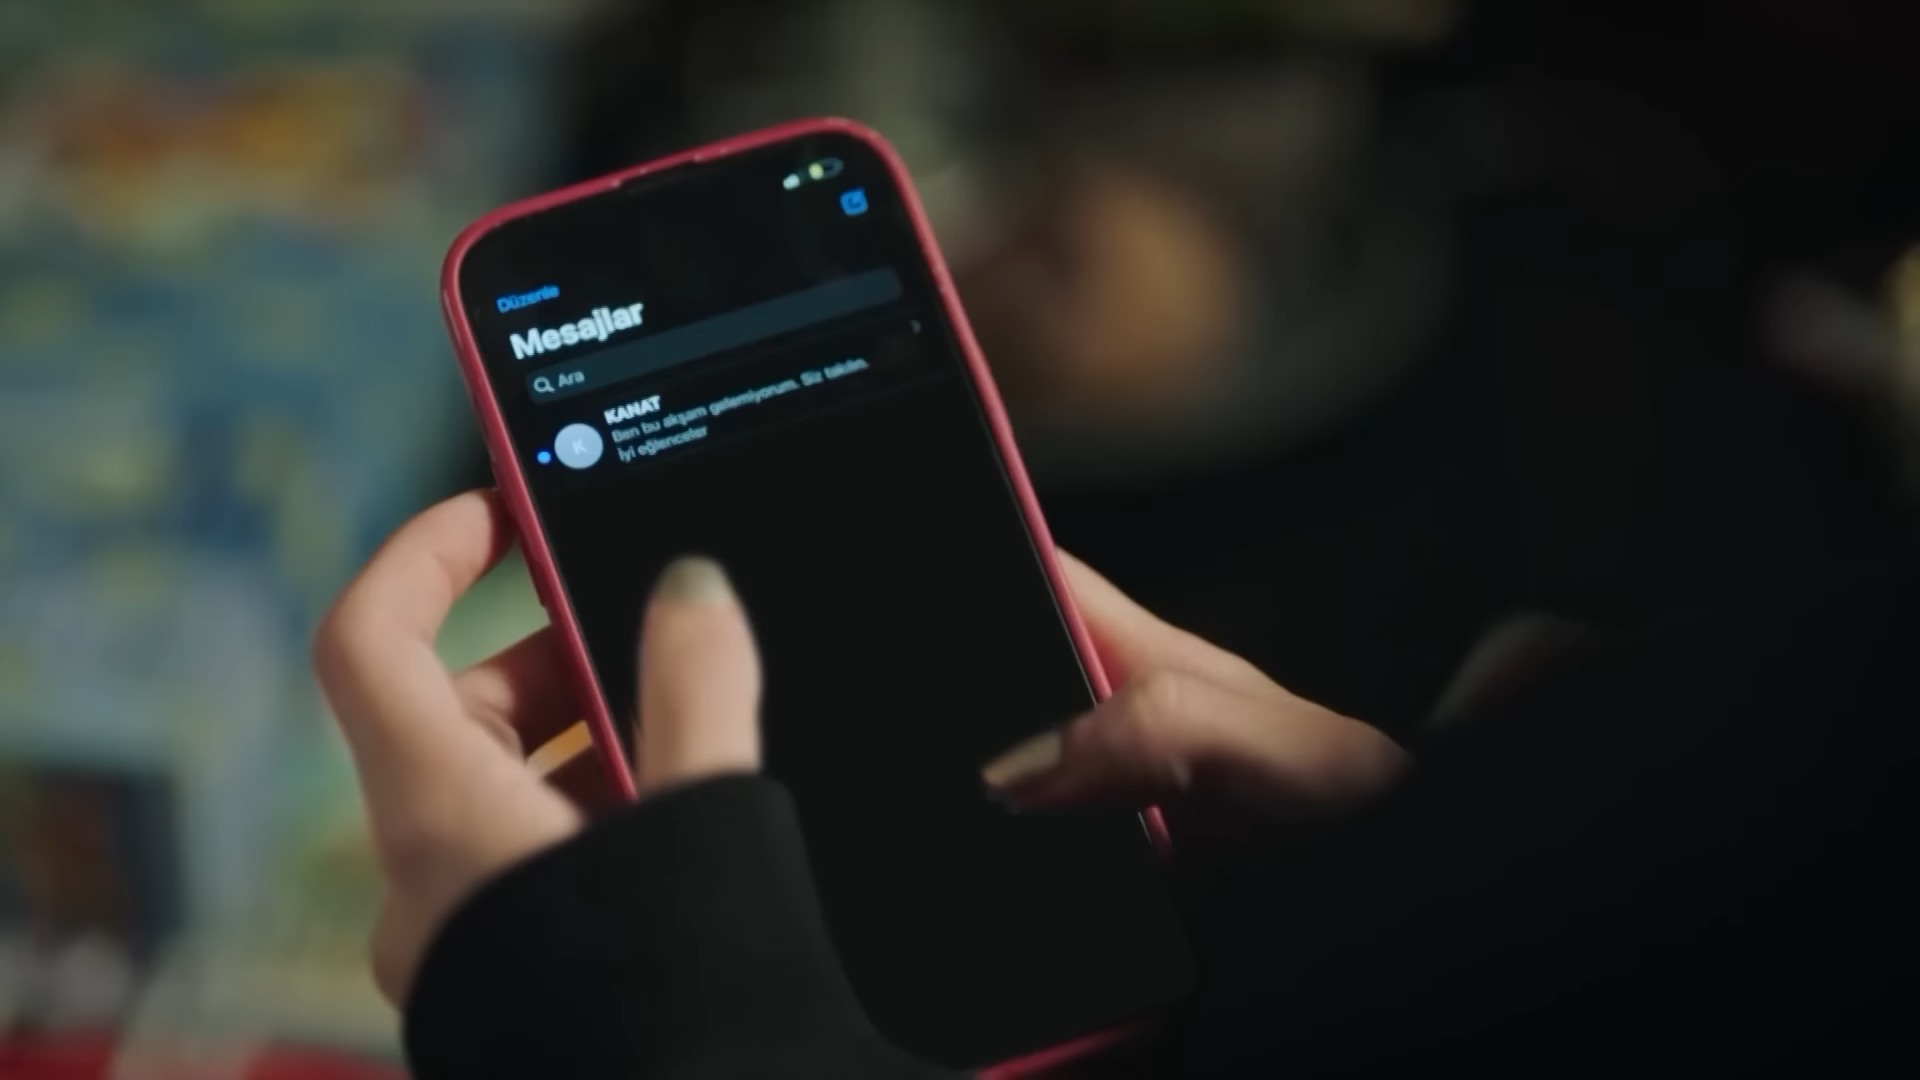 Düzenle
Mesajlar
Ara
KANAT
Ben bu akşam gelemiyorum. Siz takılın.
İyi eğlenceler
K